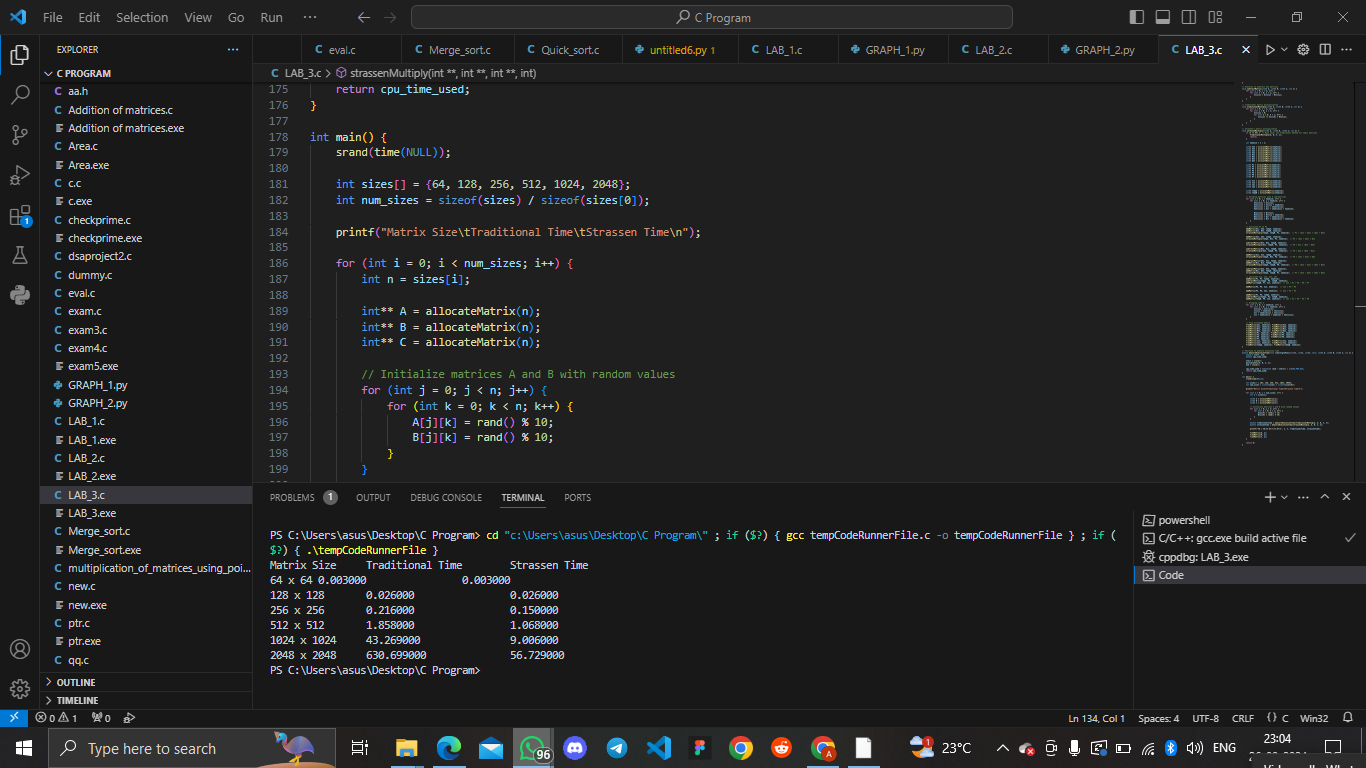 File Edit Selection View Go Run ··· C Program
EXPLORER ···
eval.c Merge_sort.c Quick_sort.c untitled6.py 1 LAB_1.c GRAPH_1.py LAB_2.c GRAPH_2.py LAB_3.c
C PROGRAM
LAB_3.c > strassenMultiply(int **, int **, int **, int)
aa.h
Addition of matrices.c
Addition of matrices.exe
Area.c
Area.exe
c.c
c.exe
checkprime.c
checkprime.exe
dsaproject2.c
dummy.c
eval.c
exam.c
exam3.c
exam4.c
exam5.exe
GRAPH_1.py
GRAPH_2.py
LAB_1.c
LAB_1.exe
LAB_2.c
LAB_2.exe
LAB_3.c
LAB_3.exe
Merge_sort.c
Merge_sort.exe
multiplication_of_matrices_using_poi...
new.c
new.exe
ptr.c
ptr.exe
qq.c
OUTLINE
TIMELINE
175 return cpu_time_used;
176 }
177
178 int main() {
179 srand(time(NULL));
180
181 int sizes[] = {64, 128, 256, 512, 1024, 2048};
182 int num_sizes = sizeof(sizes) / sizeof(sizes[0]);
183
184 printf("Matrix Size\tTraditional Time\tStrassen Time\n");
185
186 for (int i = 0; i < num_sizes; i++) {
187 int n = sizes[i];
188
189 int** A = allocateMatrix(n);
190 int** B = allocateMatrix(n);
191 int** C = allocateMatrix(n);
192
193 // Initialize matrices A and B with random values
194 for (int j = 0; j < n; j++) {
195 for (int k = 0; k < n; k++) {
196 A[j][k] = rand() % 10;
197 B[j][k] = rand() % 10;
198 }
199 }
PROBLEMS 1 OUTPUT DEBUG CONSOLE TERMINAL PORTS
PS C:\Users\asus\Desktop\C Program> cd "c:\Users\asus\Desktop\C Program\" ; if ($?) { gcc tempCodeRunnerFile.c -o tempCodeRunnerFile } ; if (
$?) { .\tempCodeRunnerFile }
Matrix Size Traditional Time Strassen Time
64 x 64 0.003000 0.003000
128 x 128 0.026000 0.026000
256 x 256 0.216000 0.150000
512 x 512 1.858000 1.068000
1024 x 1024 43.269000 9.006000
2048 x 2048 630.699000 56.729000
PS C:\Users\asus\Desktop\C Program>
powershell
C/C++: gcc.exe build active file
cppdbg: LAB_3.exe
Code
0 1 0 Ln 134, Col 1 Spaces: 4 UTF-8 CRLF {} C Win32
Type here to search 96 23°C ENG 23:04